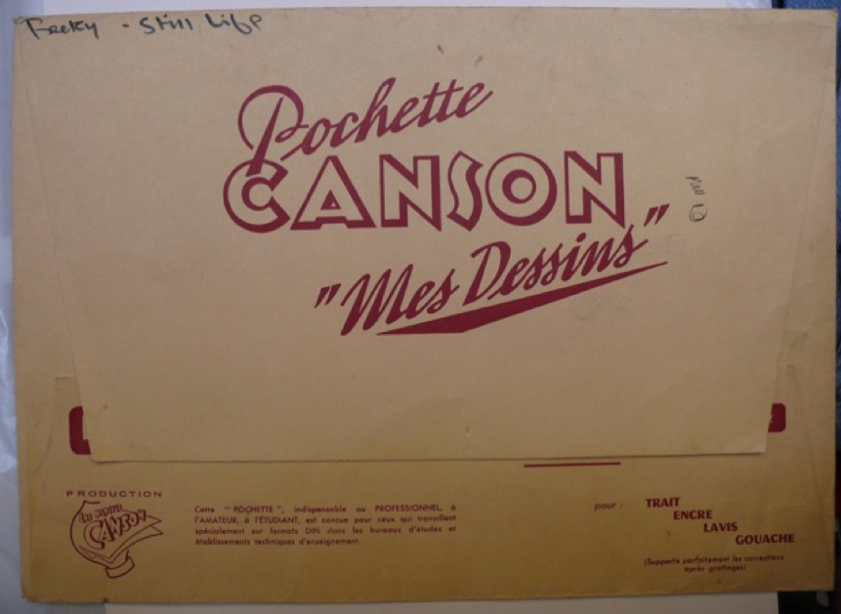 Still Life
Pochette
CANSON
"Mes Dessins"
PRODUCTION
CANSON
Cette "POCHETTE", indispensable au PROFESSIONNEL, à
l'AMATEUR, à l'ÉTUDIANT, est conçue pour ceux qui travaillent
spécialement sur formats DIN dans les bureaux d'études et
établissements techniques d'enseignement.
pour :
TRAIT
ENCRE
LAVIS
GOUACHE
(Supporte parfaitement les corrections
après grattages)